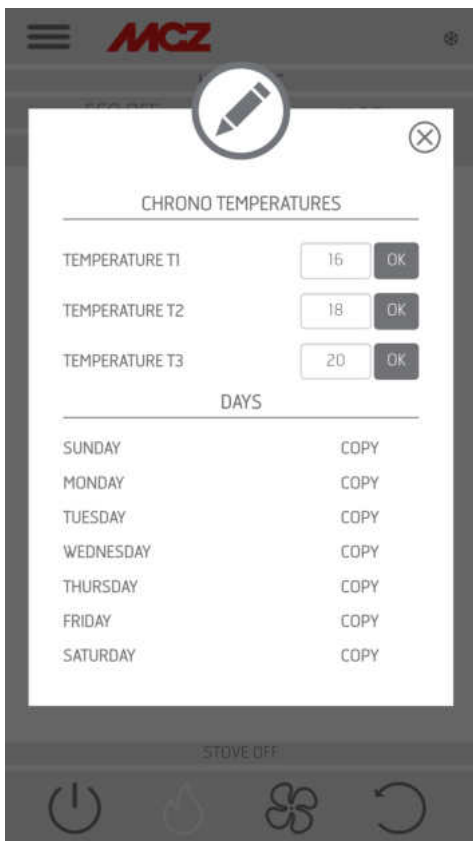 MCZ
CHRONO TEMPERATURES
TEMPERATURE T1 16 OK
TEMPERATURE T2 18 OK
TEMPERATURE T3 20 OK
DAYS
SUNDAY COPY
MONDAY COPY
TUESDAY COPY
WEDNESDAY COPY
THURSDAY COPY
FRIDAY COPY
SATURDAY COPY
STOVE OFF